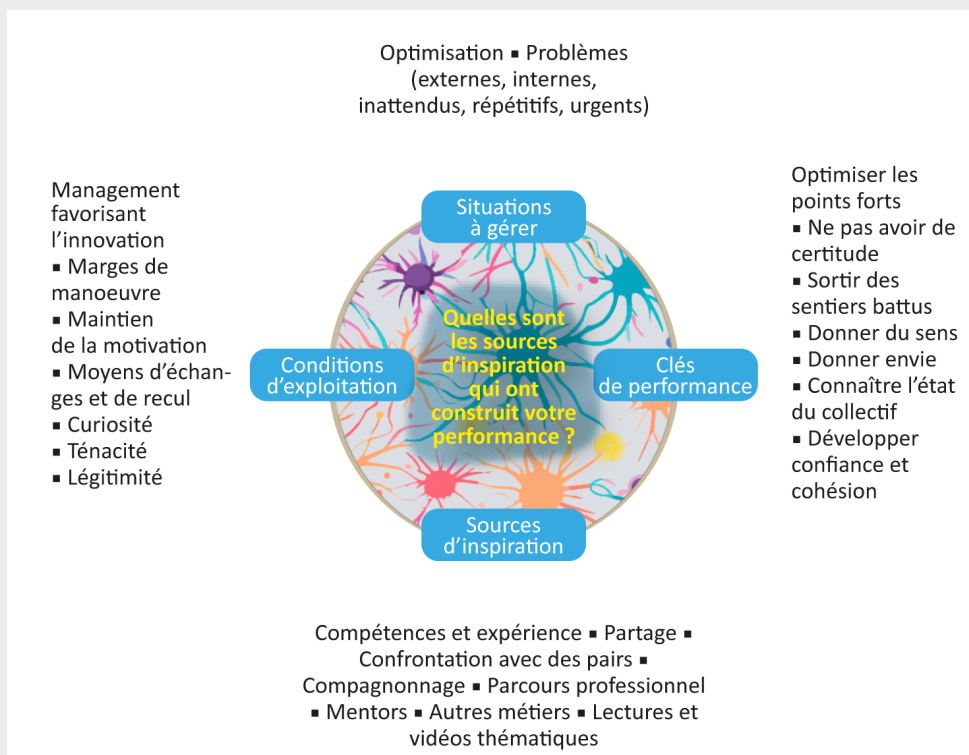 Optimisation ▪ Problèmes
(externes, internes,
inattendus, répétitifs, urgents)
Situations
à gérer
Management
favorisant
l’innovation
▪ Marges de
manoeuvre
▪ Maintien
de la motivation
▪ Moyens d’échan-
ges et de recul
▪ Curiosité
▪ Ténacité
▪ Légitimité
Conditions
d’exploitation
Quelles sont
les sources
d’inspiration
qui ont
construit votre
performance ?
Clés
de performance
Optimiser les
points forts
▪ Ne pas avoir de
certitude
▪ Sortir des
sentiers battus
▪ Donner du sens
▪ Donner envie
▪ Connaître l’état
du collectif
▪ Développer
confiance et
cohésion
Sources
d’inspiration
Compétences et expérience ▪ Partage ▪
Confrontation avec des pairs ▪
Compagnonnage ▪ Parcours professionnel
▪ Mentors ▪ Autres métiers ▪ Lectures et
vidéos thématiques